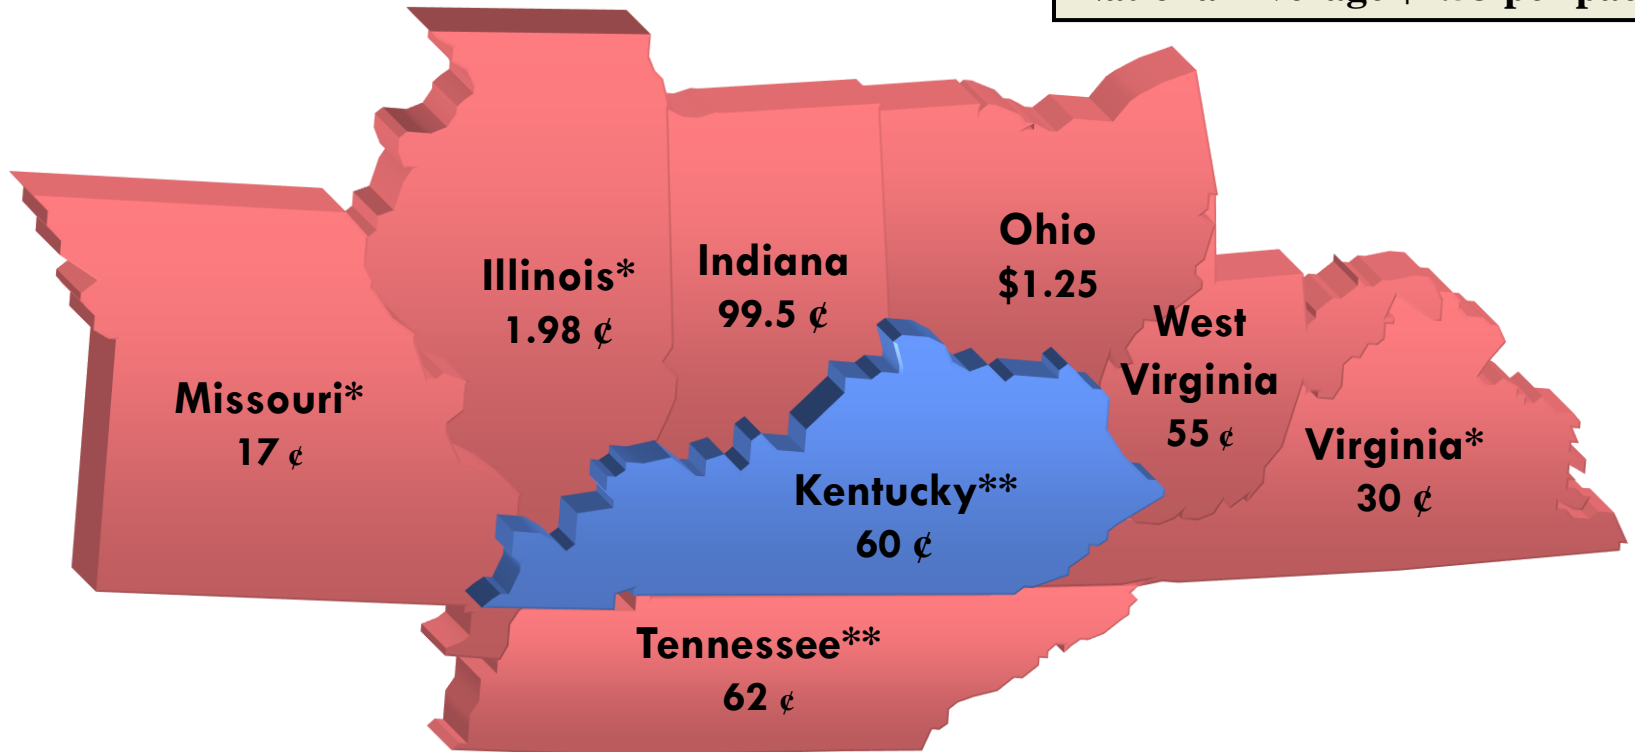 per
Illinois*
1.98 ¢
Indiana
99.5 ¢
Ohio
$1.25
West
Virginia
55 ¢
Missouri*
17 ¢
Virginia*
30 ¢
Kentucky**
60 ¢
Tennessee**
62 ¢